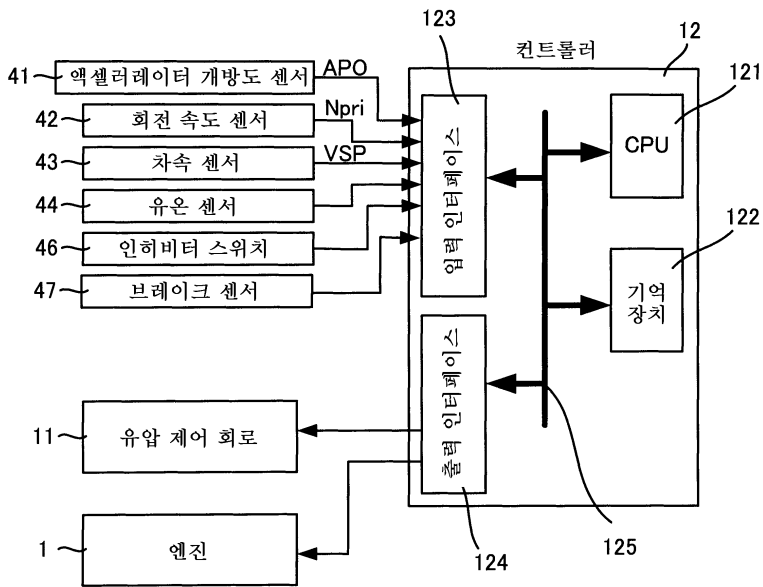 컨트롤러
12
123
121
41
액셀러레이터 개방도 센서
APO
42
회전 속도 센서
Npri
43
차속 센서
VSP
44
유온 센서
46
인히비터 스위치
47
브레이크 센서
입력 인터페이스
CPU
122
기억
장치
11
유압 제어 회로
출력 인터페이스
1
엔진
124
125